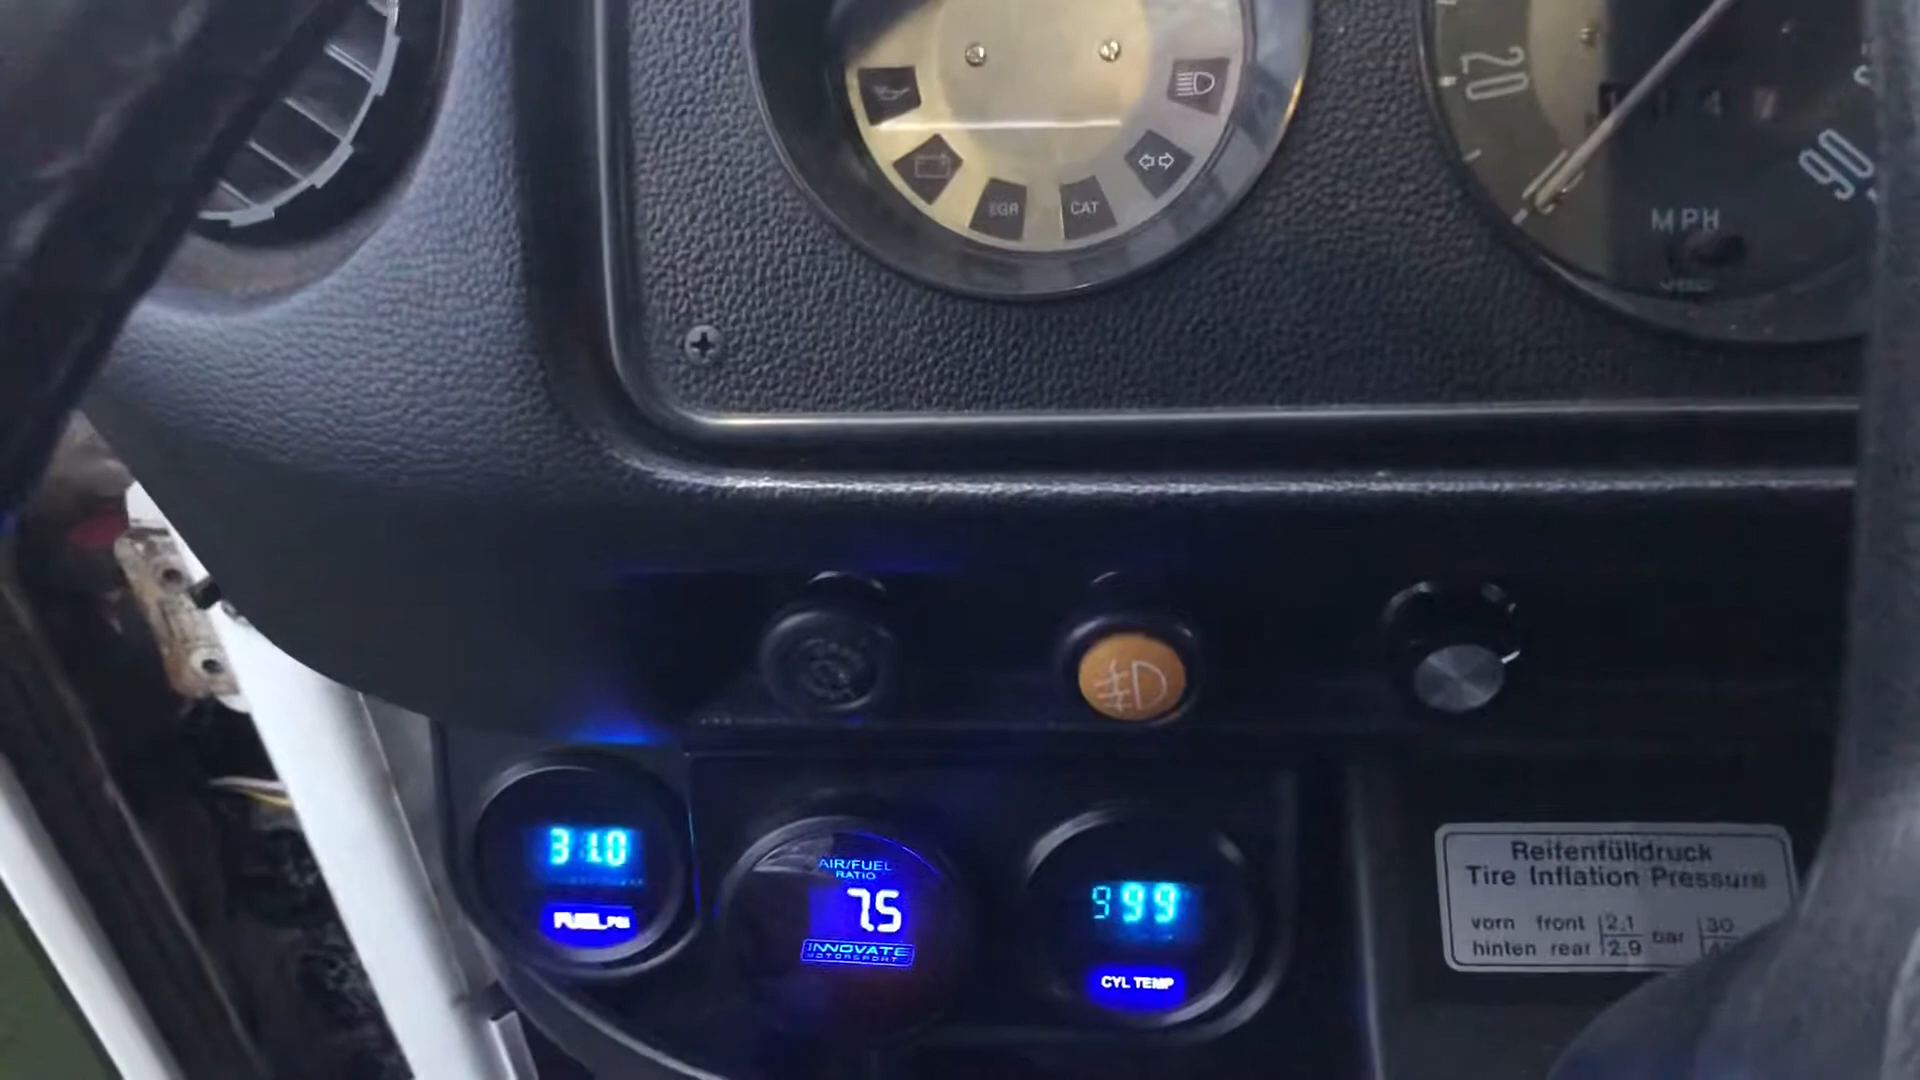 20
90
MPH
EGR
CAT
31.0
FUEL PSI
AIR/FUEL
RATIO
7.5
INNOVATE
MOTORSPORT
999
CYL TEMP
Reifenfülldruck
Tire Inflation Pressure
vorn front 2.1 bar 30
hinten rear 2.9